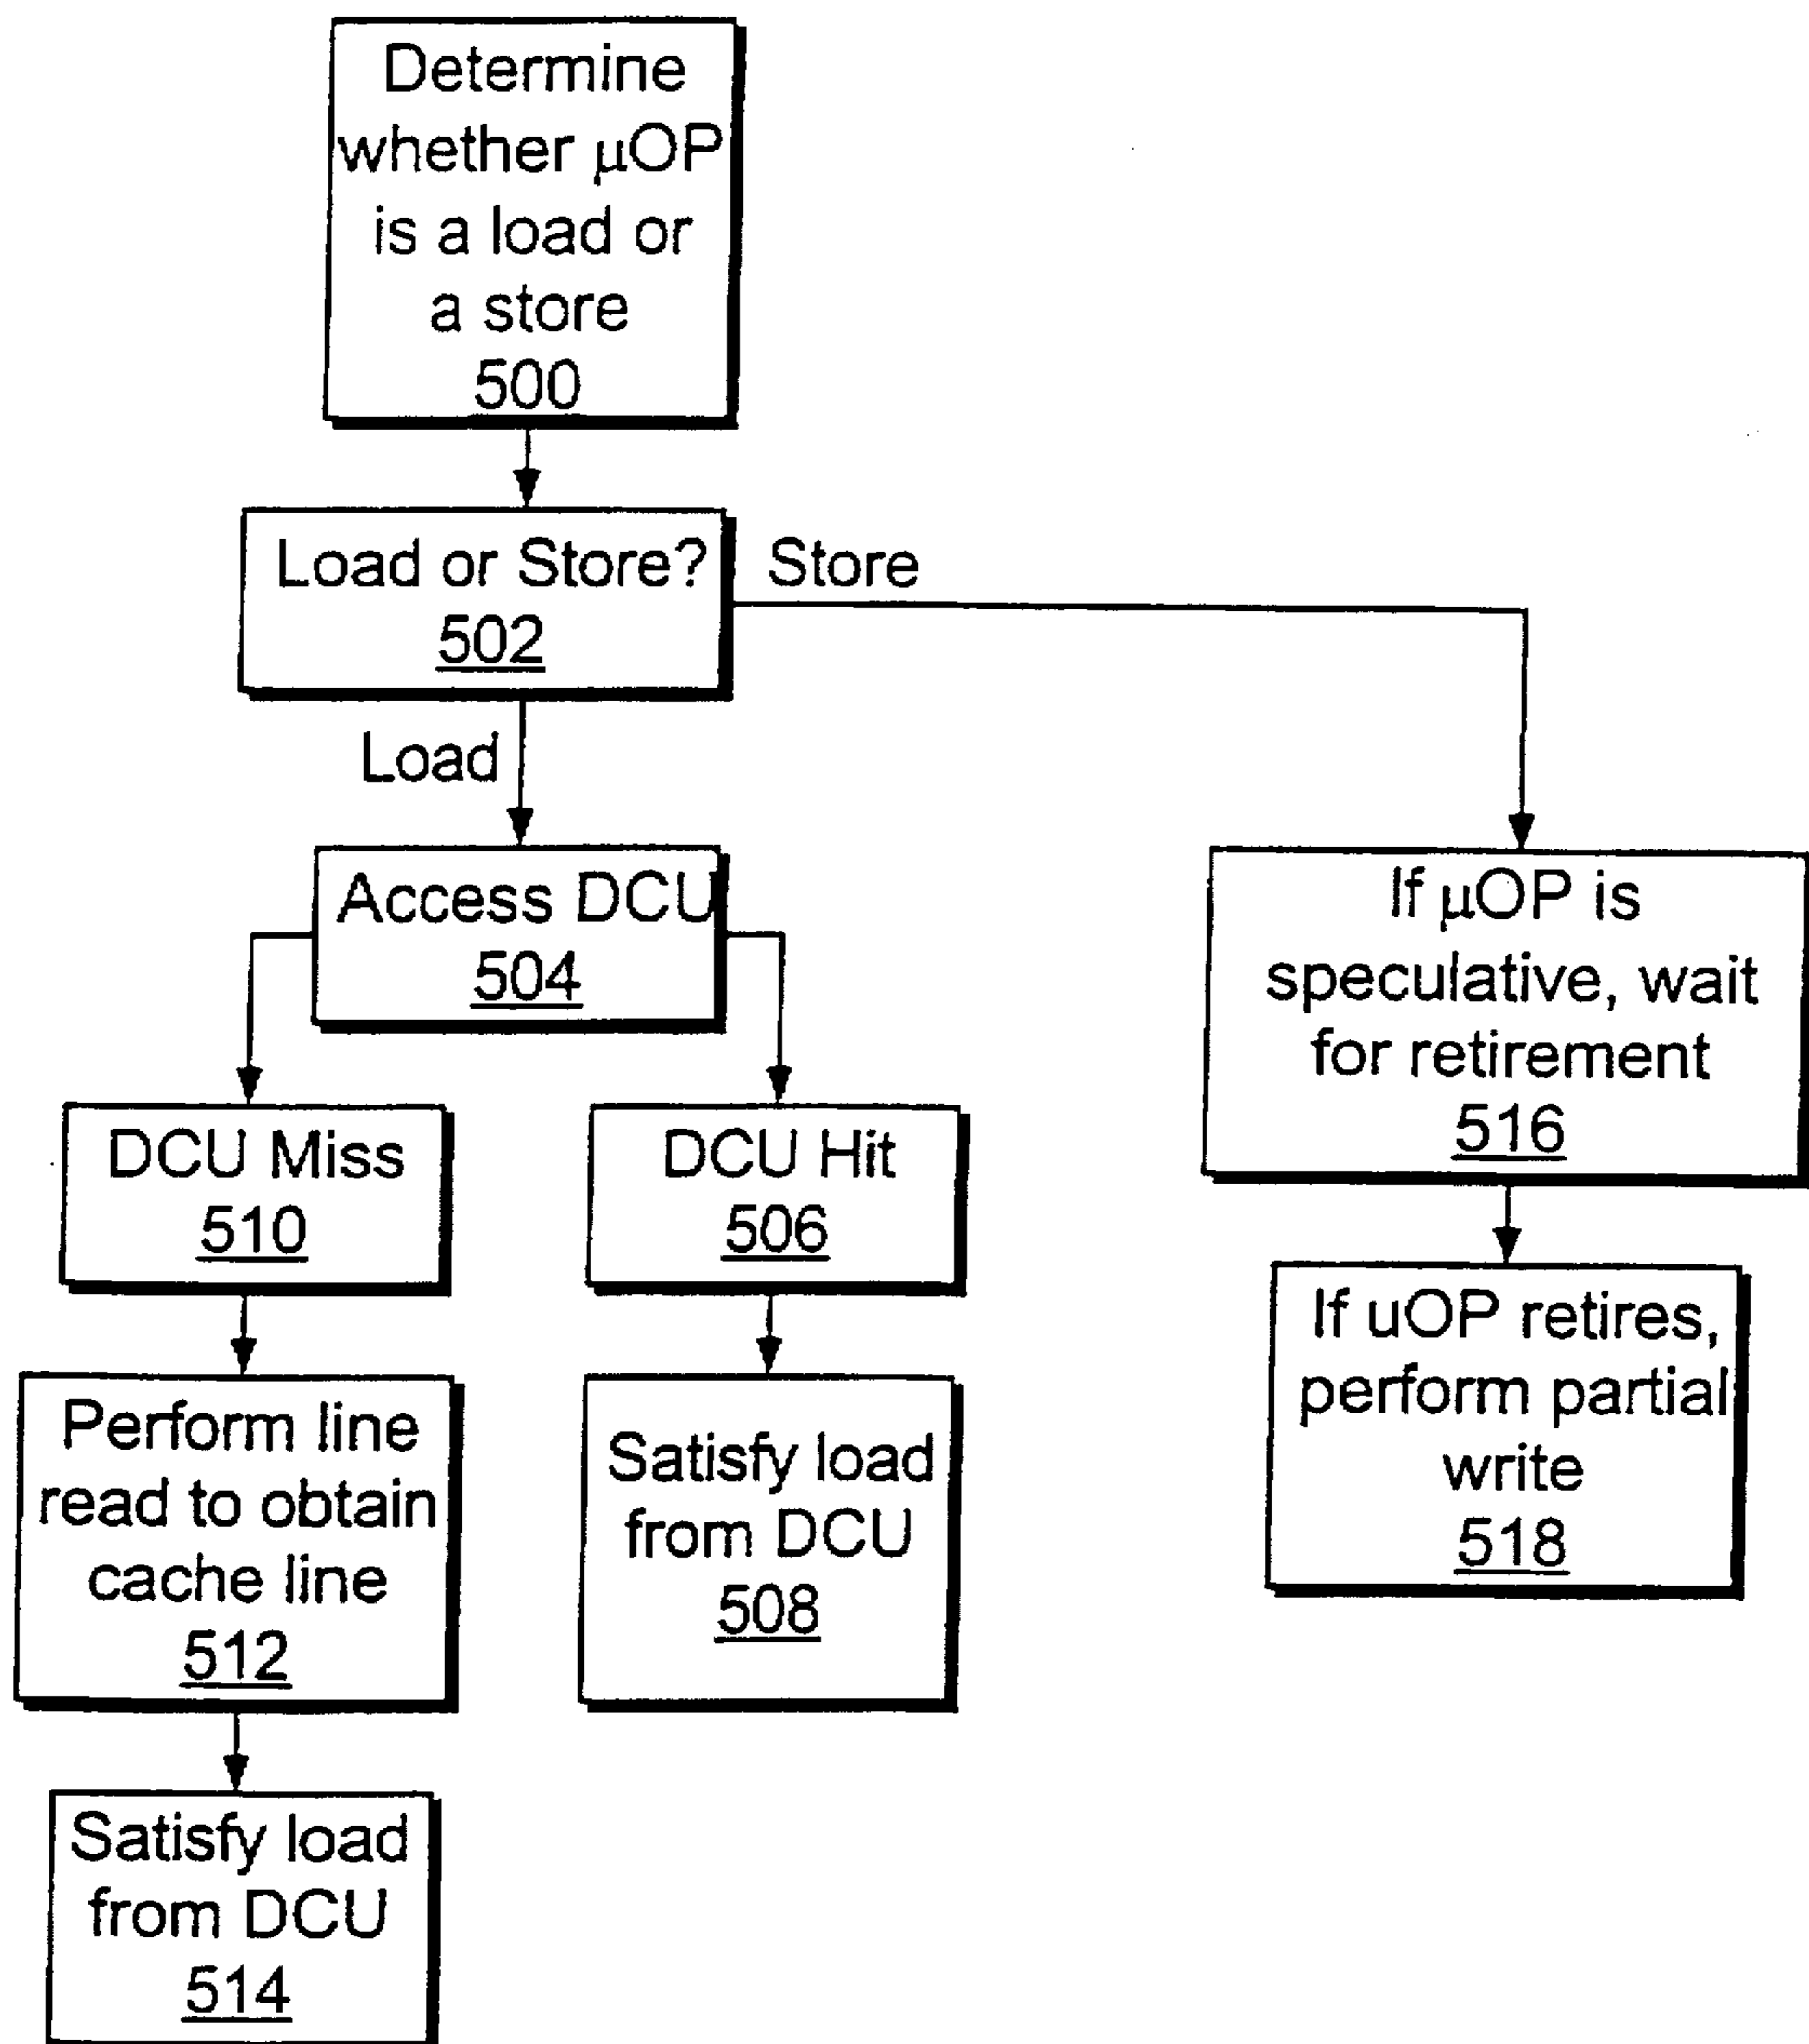 Determine
whether μOP
is a load or
a store
500
Load or Store?
502
Store
Load
Access DCU
504
DCU Miss
510
DCU Hit
506
If μOP is
speculative, wait
for retirement
516
Perform line
read to obtain
cache line
512
Satisfy load
from DCU
508
If uOP retires,
perform partial
write
518
Satisfy load
from DCU
514